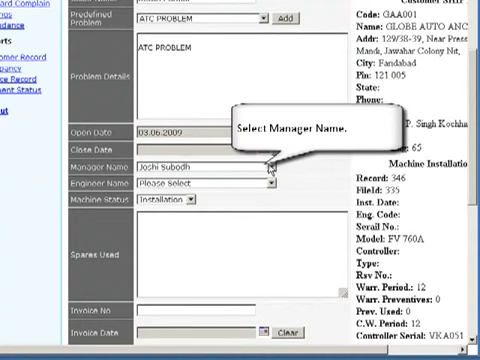 ard Complain
ngs
dance
orts
ustomer Record
pancy
ce Record
ment Status
ut
Predefined
Problem
ATC PROBLEM
Add
Problem Details
ATC PROBLEM
Open Date
03.06.2009
Close Date
Manager Name
Joshi Subodh
Engineer Name
Please Select
Machine Status
Installation
Spares Used
Invoice No
Invoice Date
Clear
Select Manager Name.
Code: GAA001
Name: GLOBE AUTO ANC
Addr: 129/38-39, Near Press
Mandi, Jawahar Colony Nit,
City: Faridabad
Pin: 121 005
State:
Phone:
P. Singh Kochha
65
Machine Installatio
Record: 346
FileId: 335
Inst. Date:
Eng. Code:
Serail No.:
Model: FV 760A
Controller:
Type:
Rsv No.:
Warr. Period.: 12
Warr. Preventives: 0
Prev. Used: 0
C.W. Period: 12
Controller Serial: VKA051